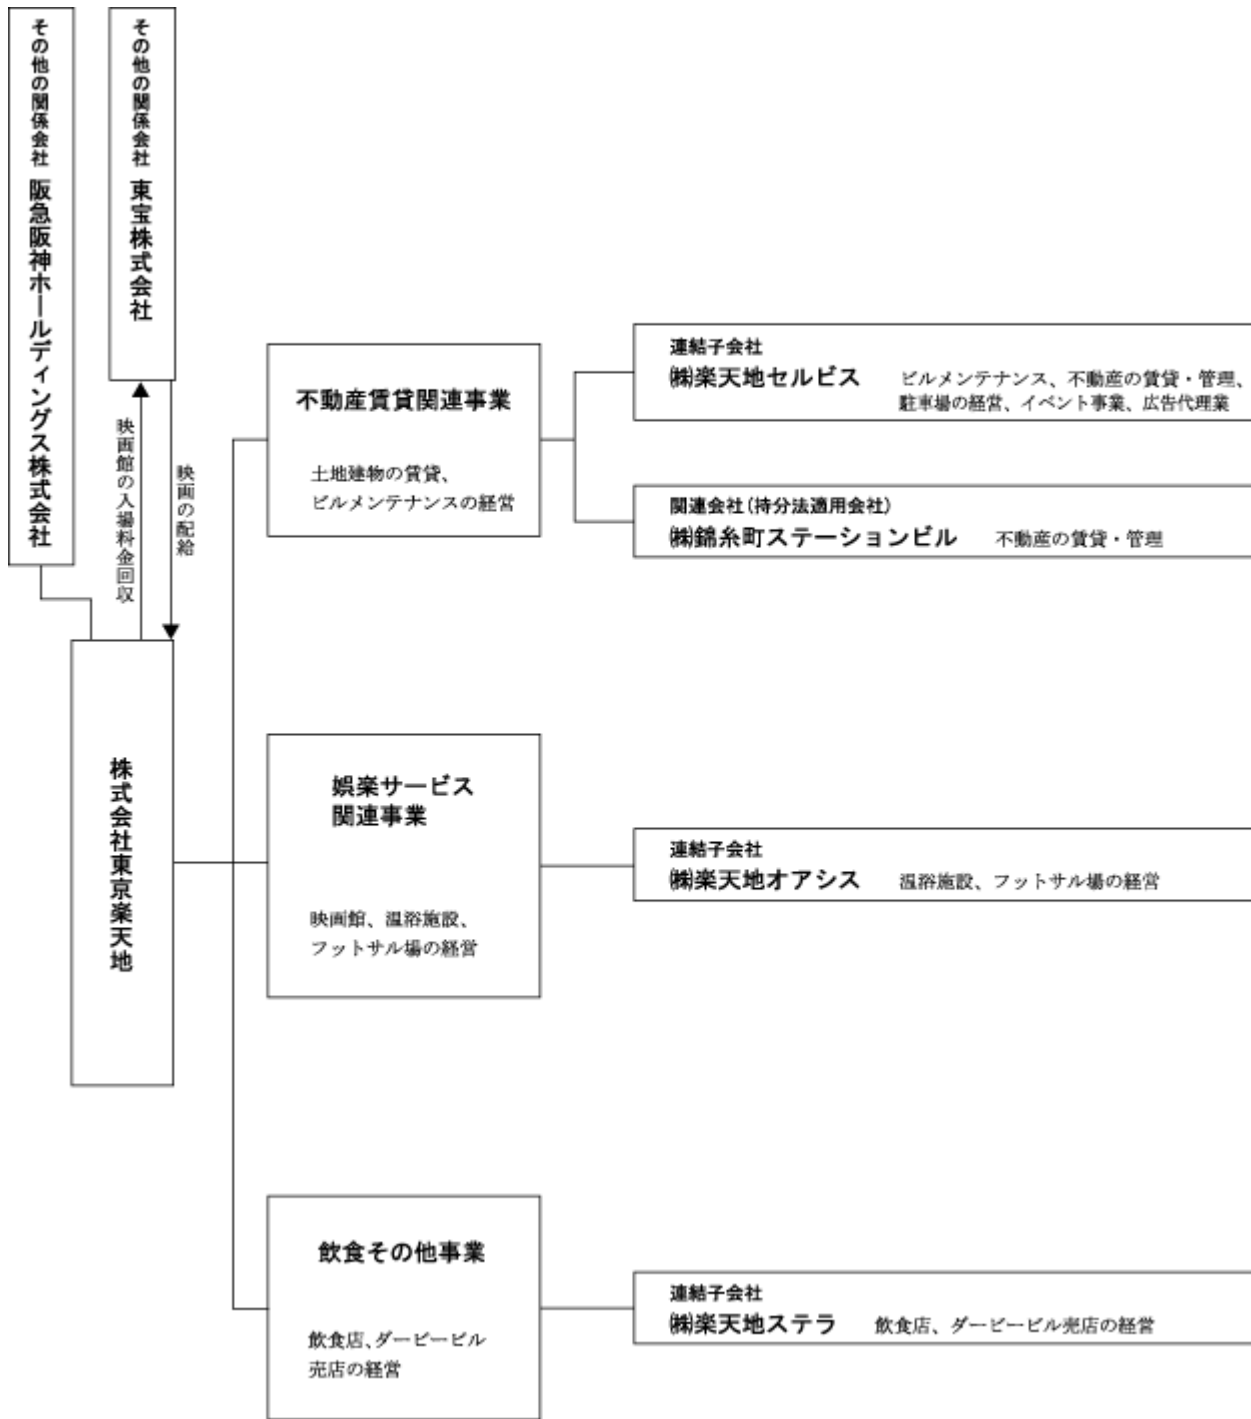 その他の関係会社 阪急阪神ホールディングス株式会社
その他の関係会社 東宝株式会社
映画館の入場料金回収
映画の配給
株式会社東京楽天地
不動産賃貸関連事業
土地建物の賃貸、
ビルメンテナンスの経営
連結子会社
㈱楽天地セルビス ビルメンテナンス、不動産の賃貸・管理、
駐車場の経営、イベント事業、広告代理業
関連会社(持分法適用会社)
㈱錦糸町ステーションビル 不動産の賃貸・管理
娯楽サービス
関連事業
映画館、温浴施設、
フットサル場の経営
連結子会社
㈱楽天地オアシス 温浴施設、フットサル場の経営
飲食その他事業
飲食店、ダービービル
売店の経営
連結子会社
㈱楽天地ステラ 飲食店、ダービービル売店の経営